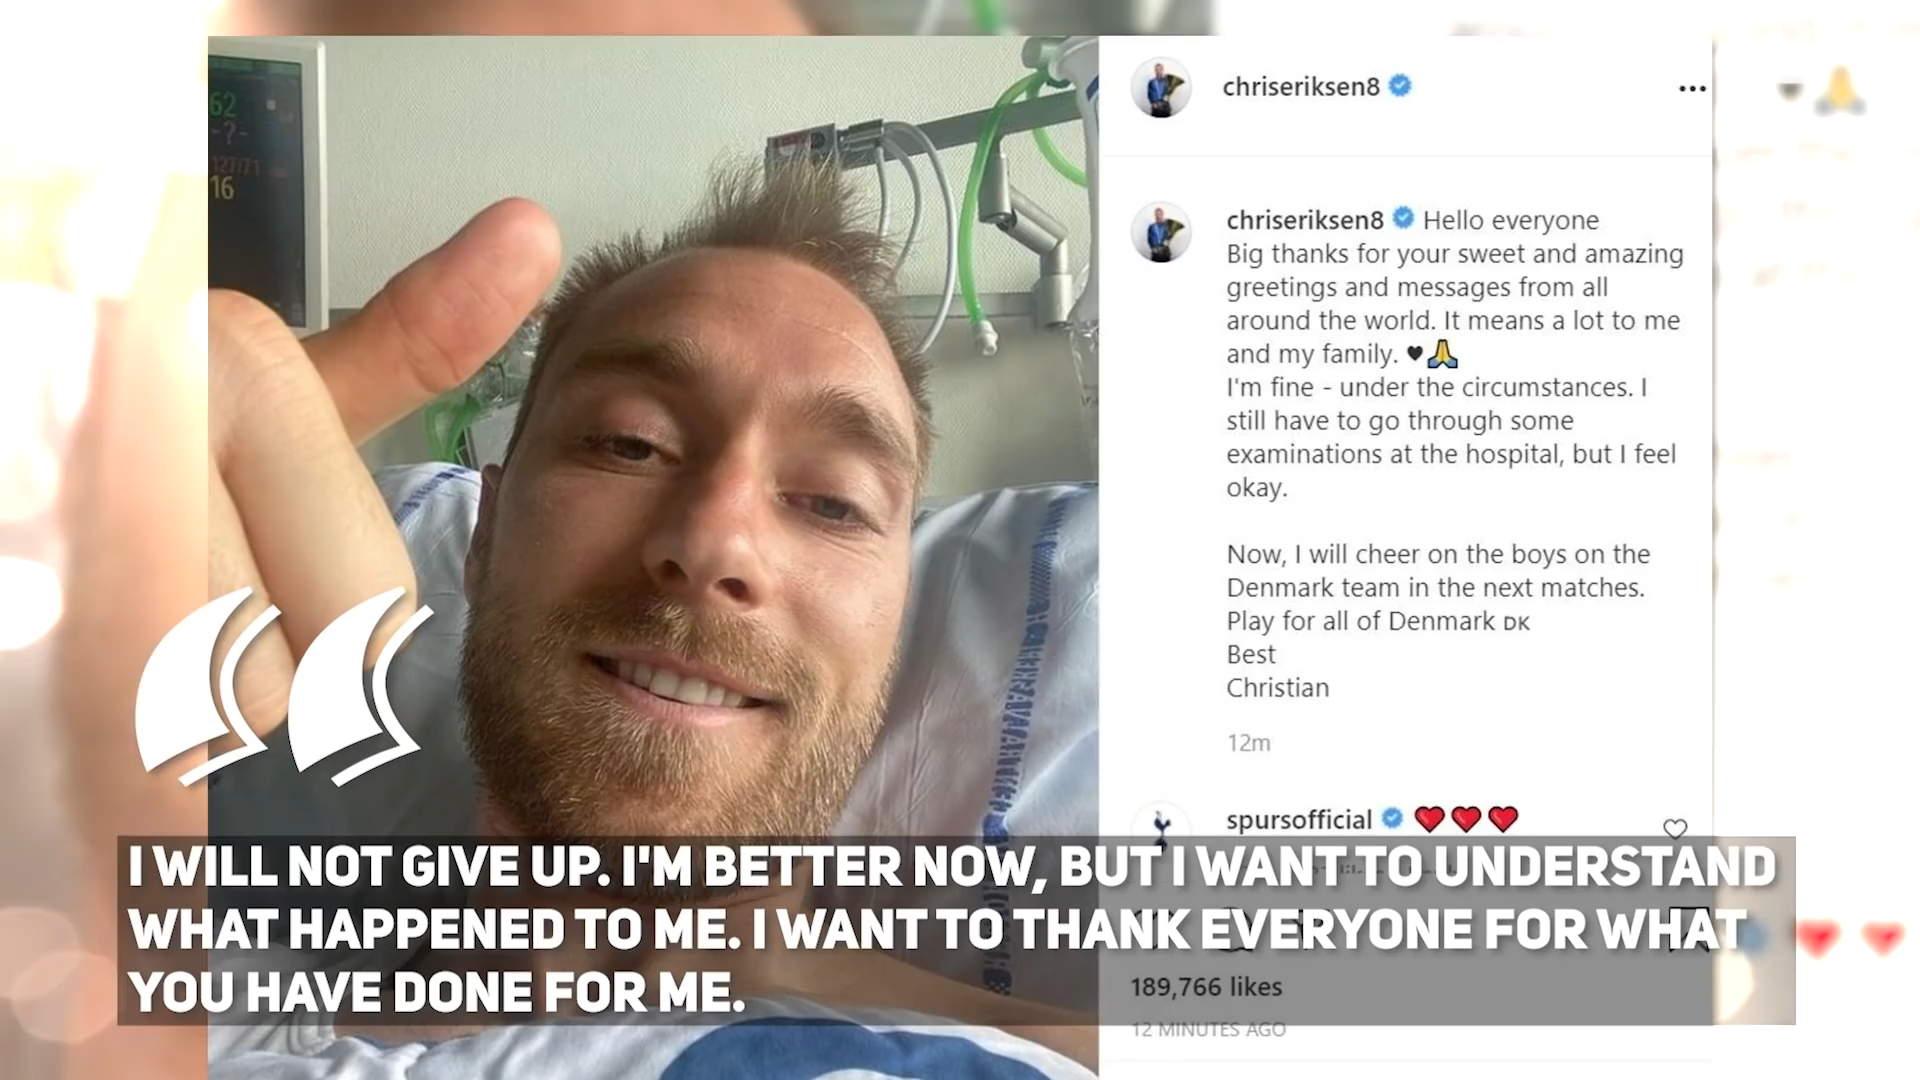 62
-?-
127/71
16
chriseriksen8
chriseriksen8 Hello everyone
Big thanks for your sweet and amazing
greetings and messages from all
around the world. It means a lot to me
and my family. 🖤🙏
I'm fine - under the circumstances. I
still have to go through some
examinations at the hospital, but I feel
okay.
Now, I will cheer on the boys on the
Denmark team in the next matches.
Play for all of Denmark DK
Best
Christian
12m
spursofficial ❤️❤️❤️
I WILL NOT GIVE UP. I'M BETTER NOW, BUT I WANT TO UNDERSTAND
WHAT HAPPENED TO ME. I WANT TO THANK EVERYONE FOR WHAT
YOU HAVE DONE FOR ME.
189,766 likes
12 MINUTES AGO